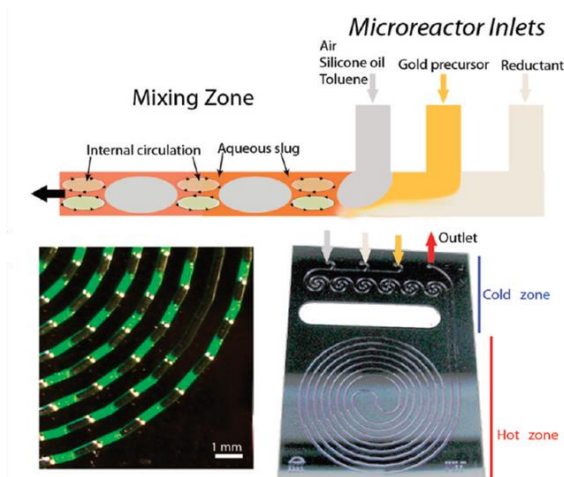 Microreactor Inlets
Air
Silicone oil
Toluene
Gold precursor
Reductant
Mixing Zone
Internal circulation
Aqueous slug
Outlet
Cold zone
Hot zone
1 mm